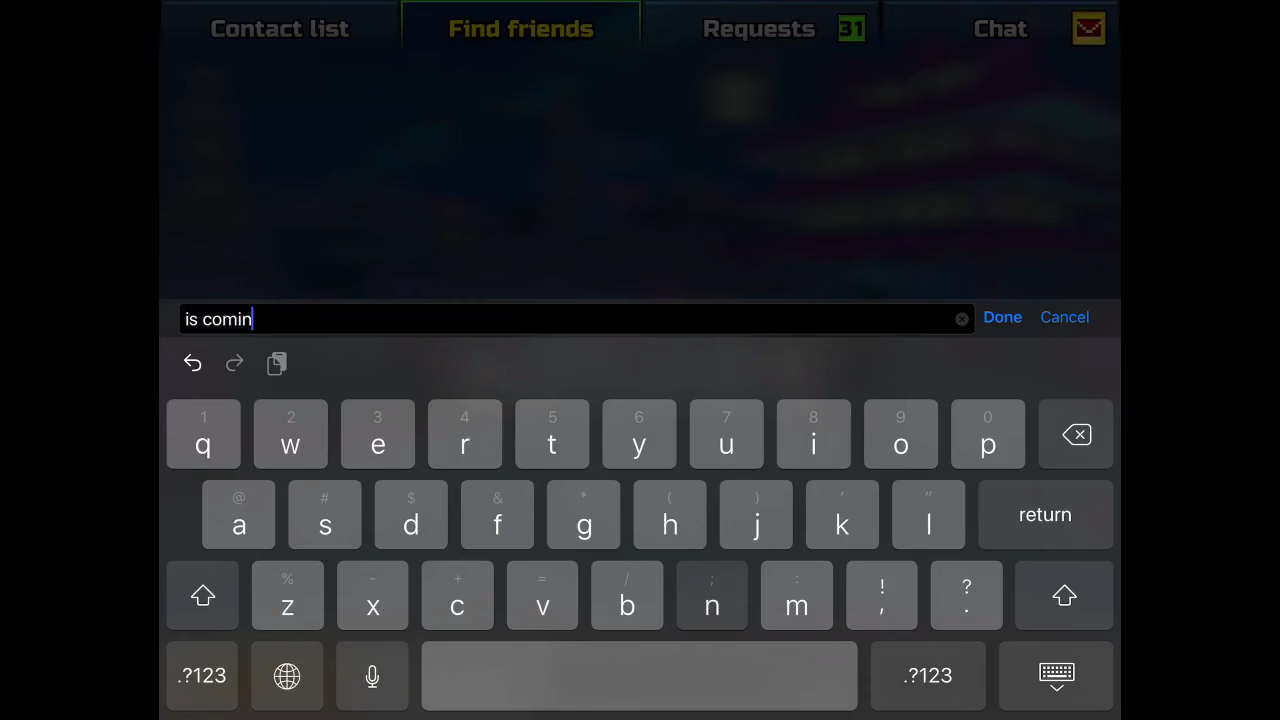 Contact list Find friends Requests 31 Chat
is comin Done Cancel
1 2 3 4 5 6 7 8 9 0
q w e r t y u i o p
@ # $ & * ( ) ' "
a s d f g h j k l return
% - + = / ; : ! ?
z x c v b n m , .
.?123 .?123